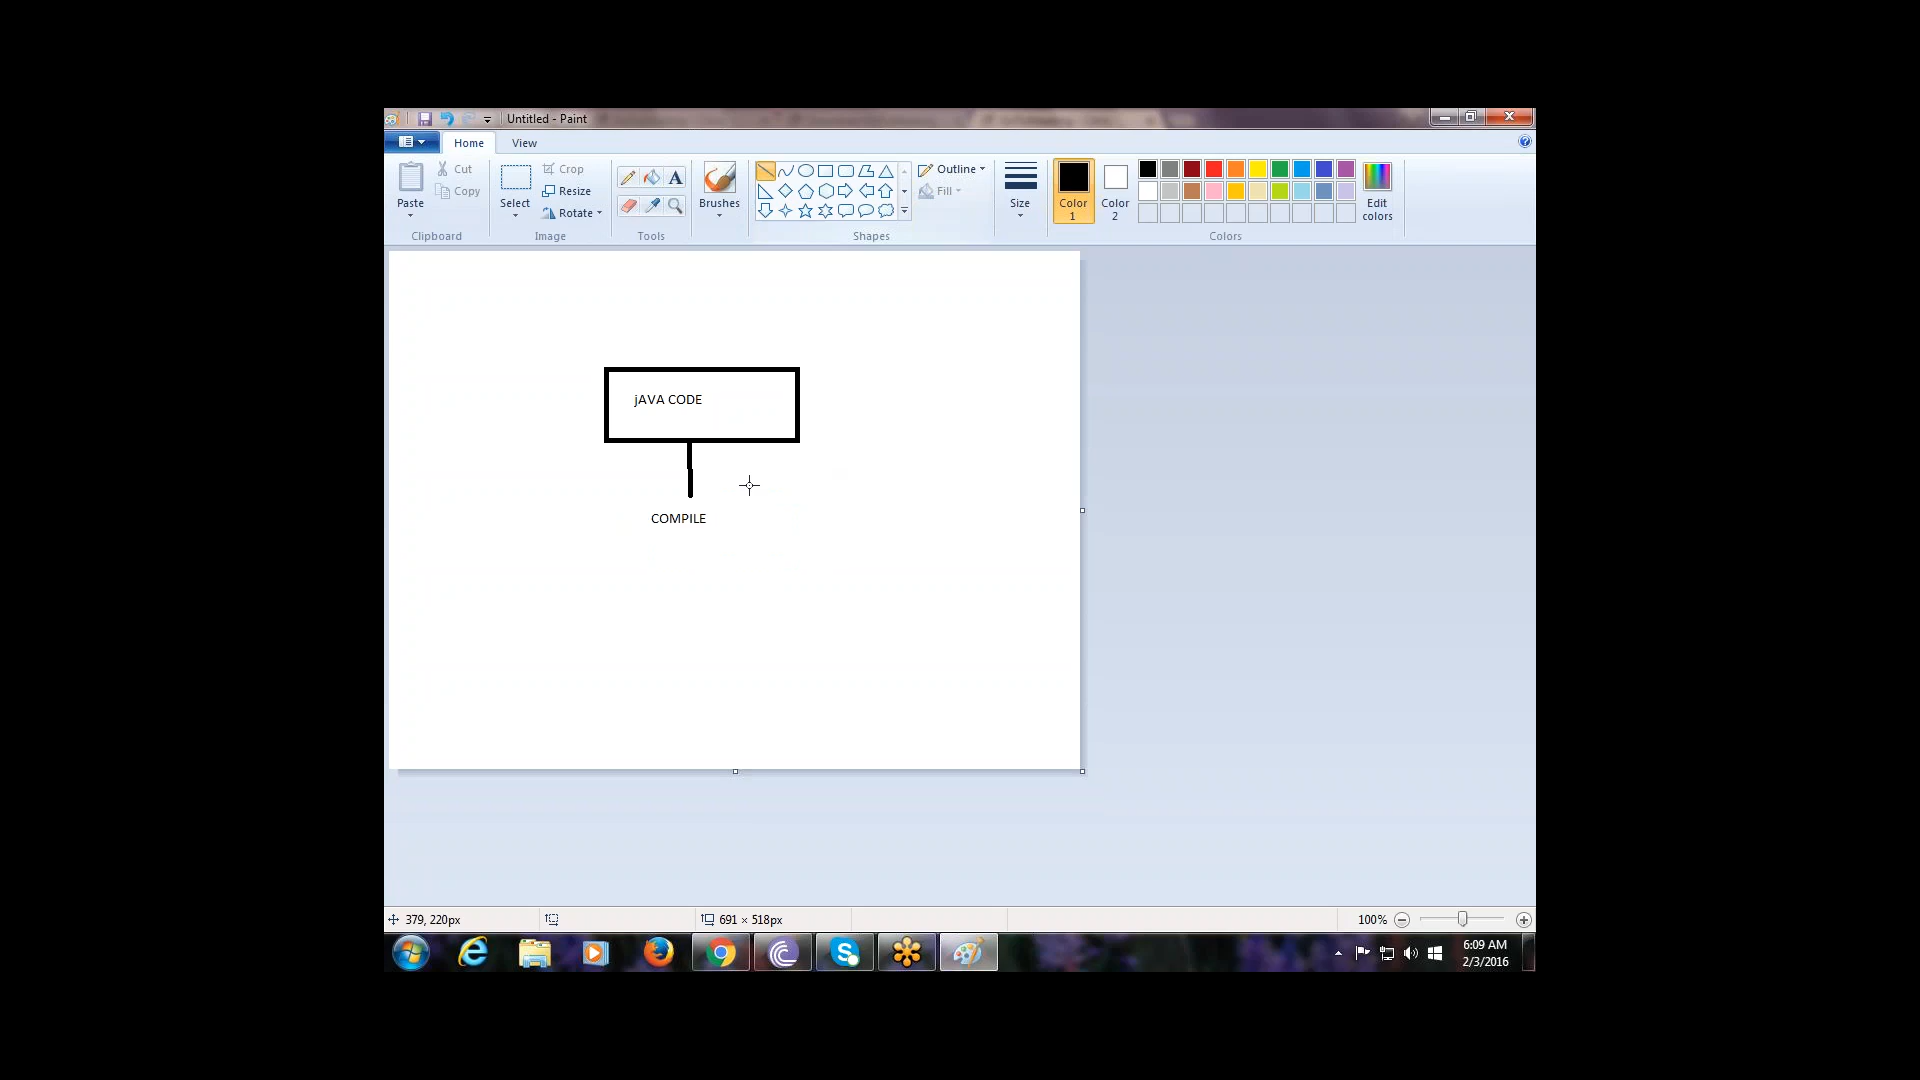 Untitled - Paint
Home View
Paste
Cut
Copy
Clipboard
Select
Crop
Resize
Rotate
Image
A
Tools
Brushes
Outline
Fill
Shapes
Size
Color 1
Color 2
Edit colors
Colors
jAVA CODE
COMPILE
379, 220px
691 × 518px
100%
6:09 AM
2/3/2016